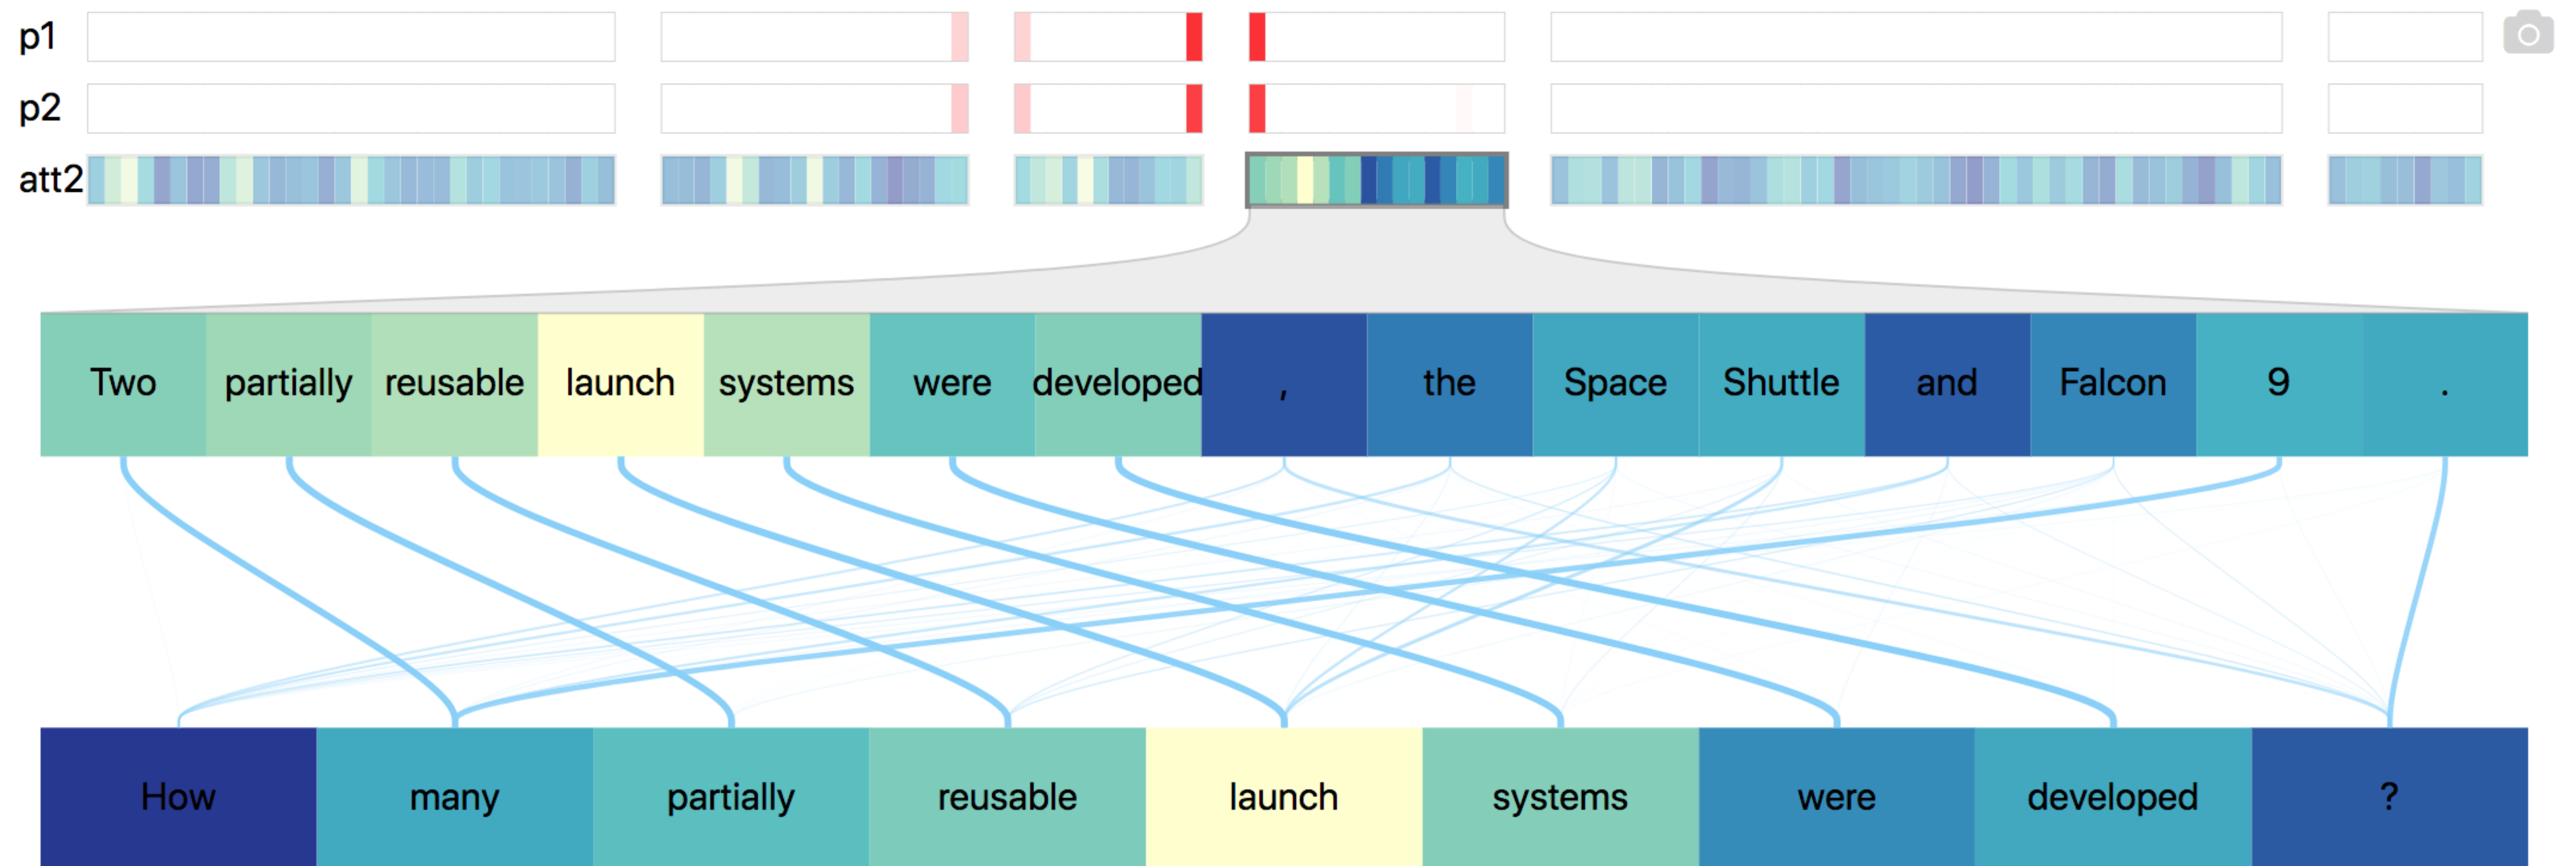 p1
p2
att2
Two partially reusable launch systems were developed , the Space Shuttle and Falcon 9 .
How many partially reusable launch systems were developed ?